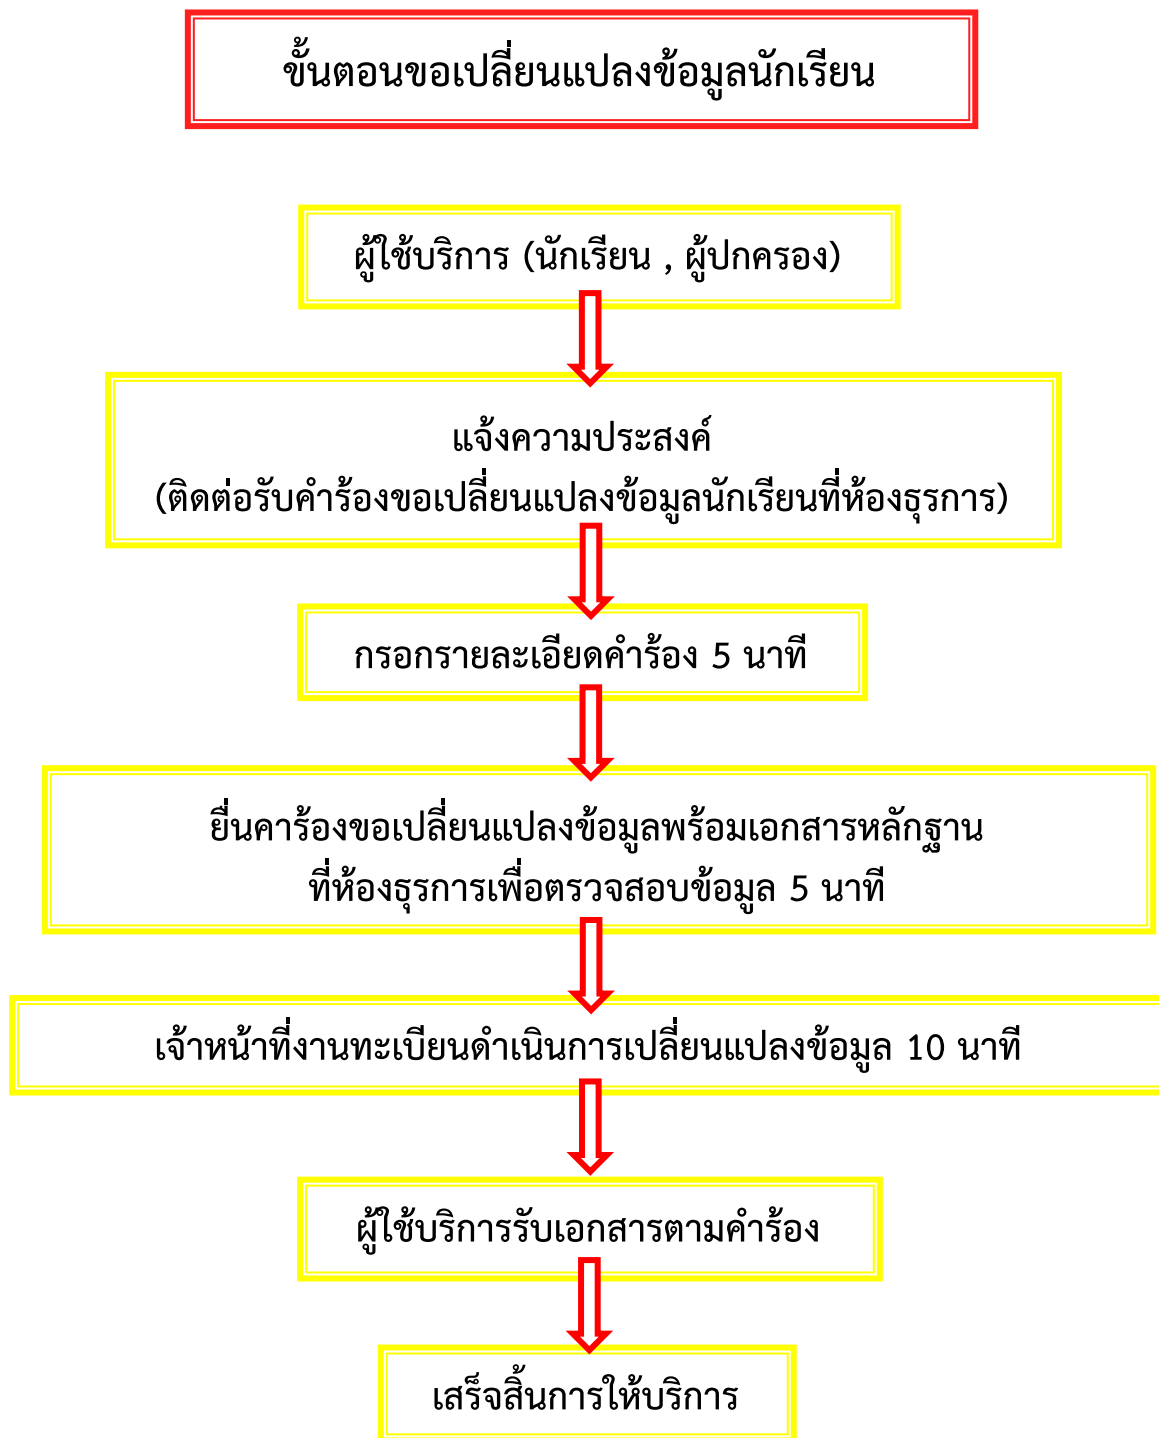 ขั้นตอนขอเปลี่ยนแปลงข้อมูลนักเรียน
ผู้ใช้บริการ (นักเรียน , ผู้ปกครอง)
แจ้งความประสงค์
(ติดต่อรับคำร้องขอเปลี่ยนแปลงข้อมูลนักเรียนที่ห้องธุรการ)
กรอกรายละเอียดคำร้อง 5 นาที
ยื่นคาร้องขอเปลี่ยนแปลงข้อมูลพร้อมเอกสารหลักฐาน
ที่ห้องธุรการเพื่อตรวจสอบข้อมูล 5 นาที
เจ้าหน้าที่งานทะเบียนดำเนินการเปลี่ยนแปลงข้อมูล 10 นาที
ผู้ใช้บริการรับเอกสารตามคำร้อง
เสร็จสิ้นการให้บริการ